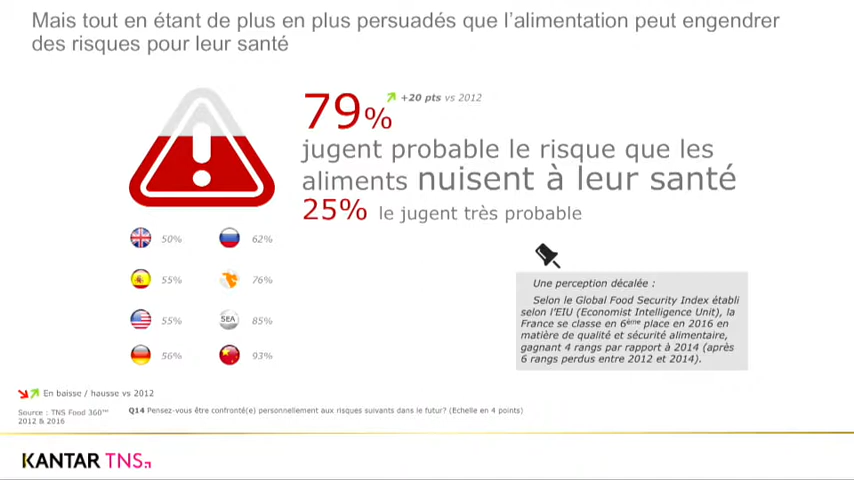 Mais tout en étant de plus en plus persuadés que l’alimentation peut engendrer
des risques pour leur santé
79% +20 pts vs 2012
jugent probable le risque que les
aliments nuisent à leur santé
25% le jugent très probable
50% 62%
55% 76%
55% SEA 85%
56% 93%
Une perception décalée :
Selon le Global Food Security Index établi
selon l’EIU (Economist Intelligence Unit), la
France se classe en 6ème place en 2016 en
matière de qualité et sécurité alimentaire,
gagnant 4 rangs par rapport à 2014 (après
6 rangs perdus entre 2012 et 2014).
En baisse / hausse vs 2012
Source : TNS Food 360™
2012 & 2016
Q14 Pensez-vous être confronté(e) personnellement aux risques suivants dans le futur? (Echelle en 4 points)
KANTAR TNS